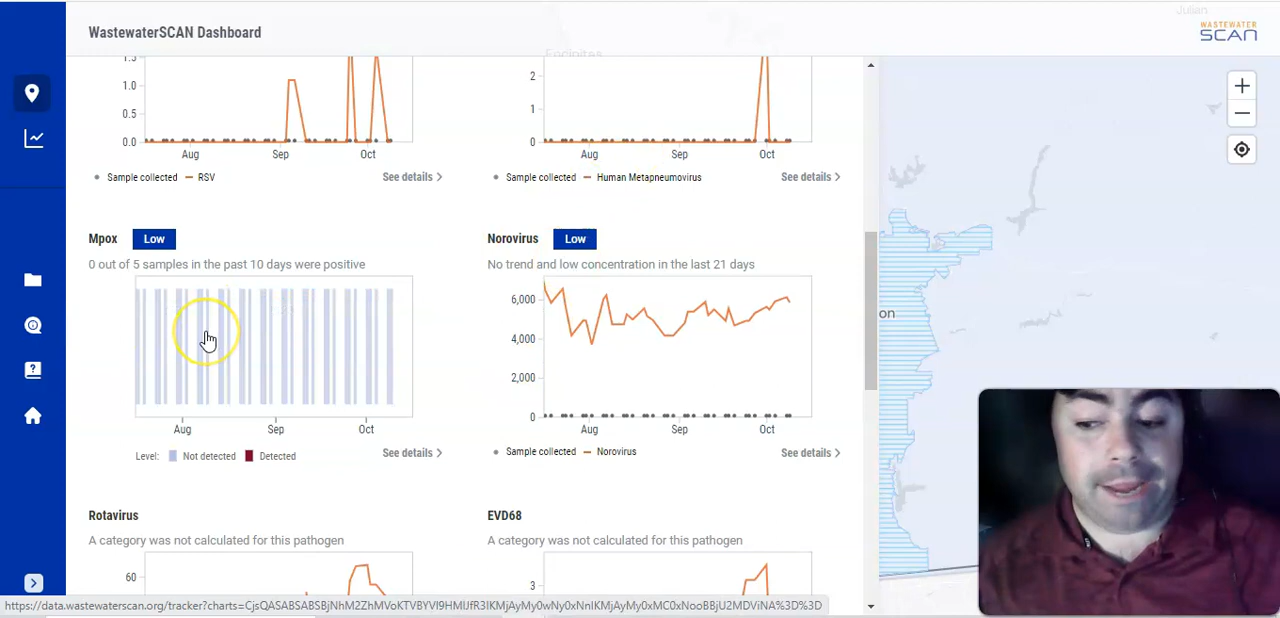 WastewaterSCAN Dashboard
Julian
WASTEWATER
SCAN
Encinitas
1.5
1.0
0.5
0.0
Aug Sep Oct
Sample collected RSV See details
2
1
0
Aug Sep Oct
Sample collected Human Metapneumovirus See details
Mpox Low
0 out of 5 samples in the past 10 days were positive
Aug Sep Oct
Level: Not detected Detected See details
Norovirus Low
No trend and low concentration in the last 21 days
6,000
4,000
2,000
0
Aug Sep Oct
Sample collected Norovirus See details
on
Rotavirus
A category was not calculated for this pathogen
60
EVD68
A category was not calculated for this pathogen
3